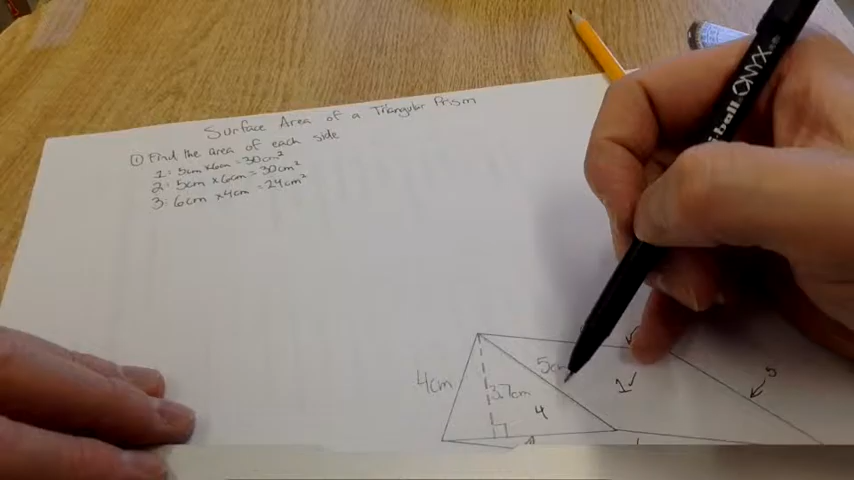 Surface Area of a Triangular Prism
① Find the area of each side
1: 5cm x 6cm = 30cm²
2: 5cm x 6cm = 30cm²
3: 6cm x 4cm = 24cm²
4cm
3.7cm
4
5cm
1 ✓
5
ONYX